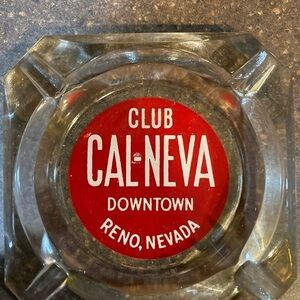 CLUB
CAL-NEVA
DOWNTOWN
RENO, NEVADA